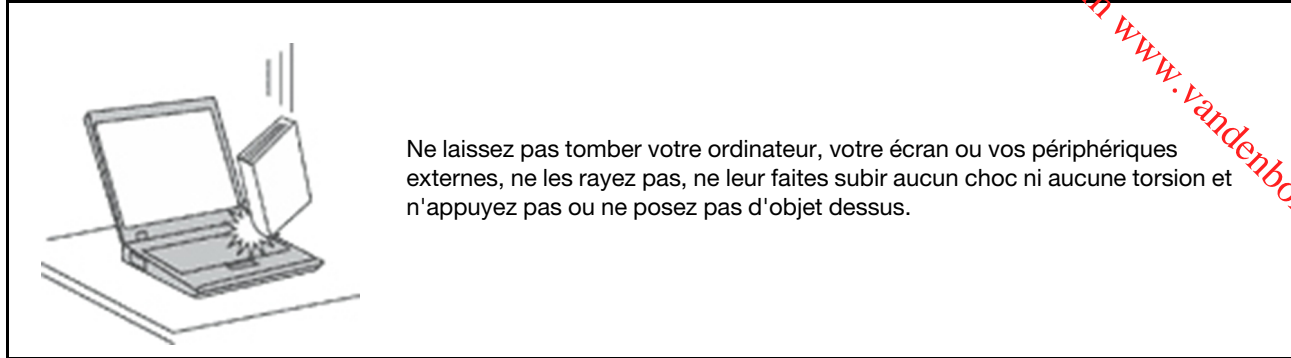 n www.vandenbo
Ne laissez pas tomber votre ordinateur, votre écran ou vos périphériques
externes, ne les rayez pas, ne leur faites subir aucun choc ni aucune torsion et
n'appuyez pas ou ne posez pas d'objet dessus.